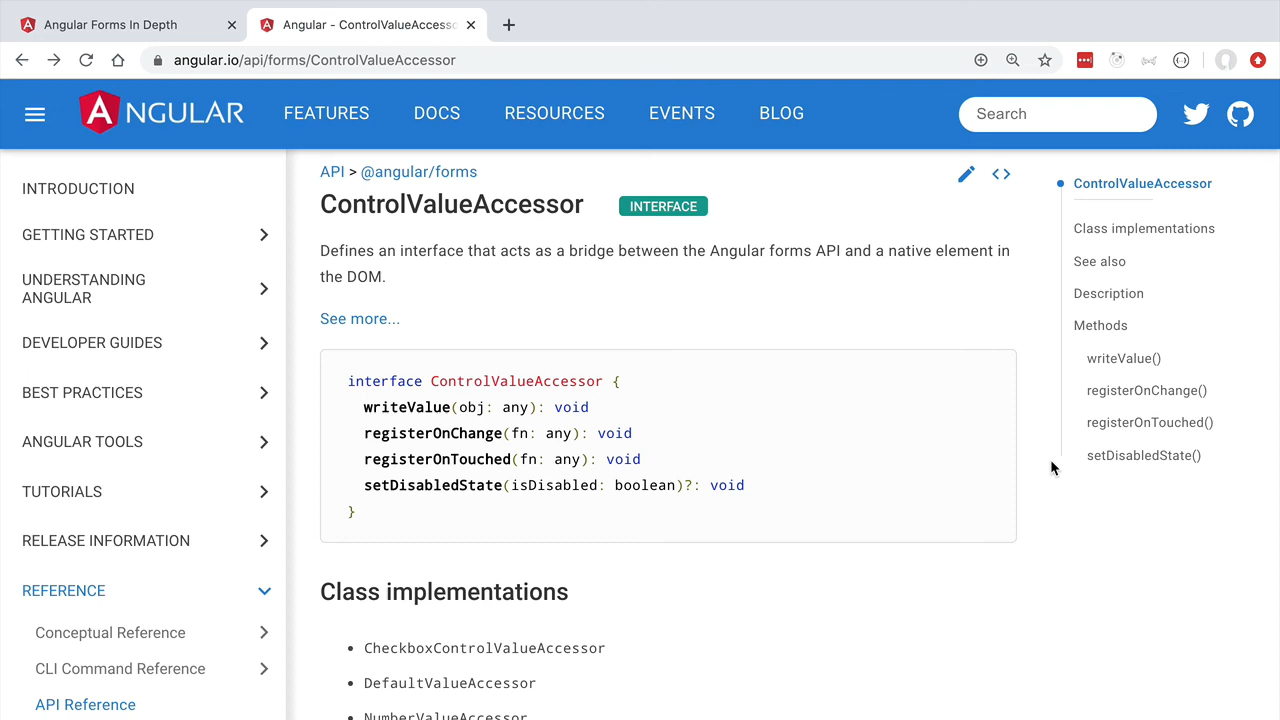 Angular Forms In Depth
Angular - ControlValueAccessor
angular.io/api/forms/ControlValueAccessor
ANGULAR
FEATURES
DOCS
RESOURCES
EVENTS
BLOG
Search
INTRODUCTION
GETTING STARTED
UNDERSTANDING
ANGULAR
DEVELOPER GUIDES
BEST PRACTICES
ANGULAR TOOLS
TUTORIALS
RELEASE INFORMATION
REFERENCE
Conceptual Reference
CLI Command Reference
API Reference
API > @angular/forms
ControlValueAccessor
INTERFACE
Defines an interface that acts as a bridge between the Angular forms API and a native element in
the DOM.
See more...
interface ControlValueAccessor {
writeValue(obj: any): void
registerOnChange(fn: any): void
registerOnTouched(fn: any): void
setDisabledState(isDisabled: boolean)?: void
}
Class implementations
• CheckboxControlValueAccessor
• DefaultValueAccessor
• NumberValueAccessor
ControlValueAccessor
Class implementations
See also
Description
Methods
writeValue()
registerOnChange()
registerOnTouched()
setDisabledState()